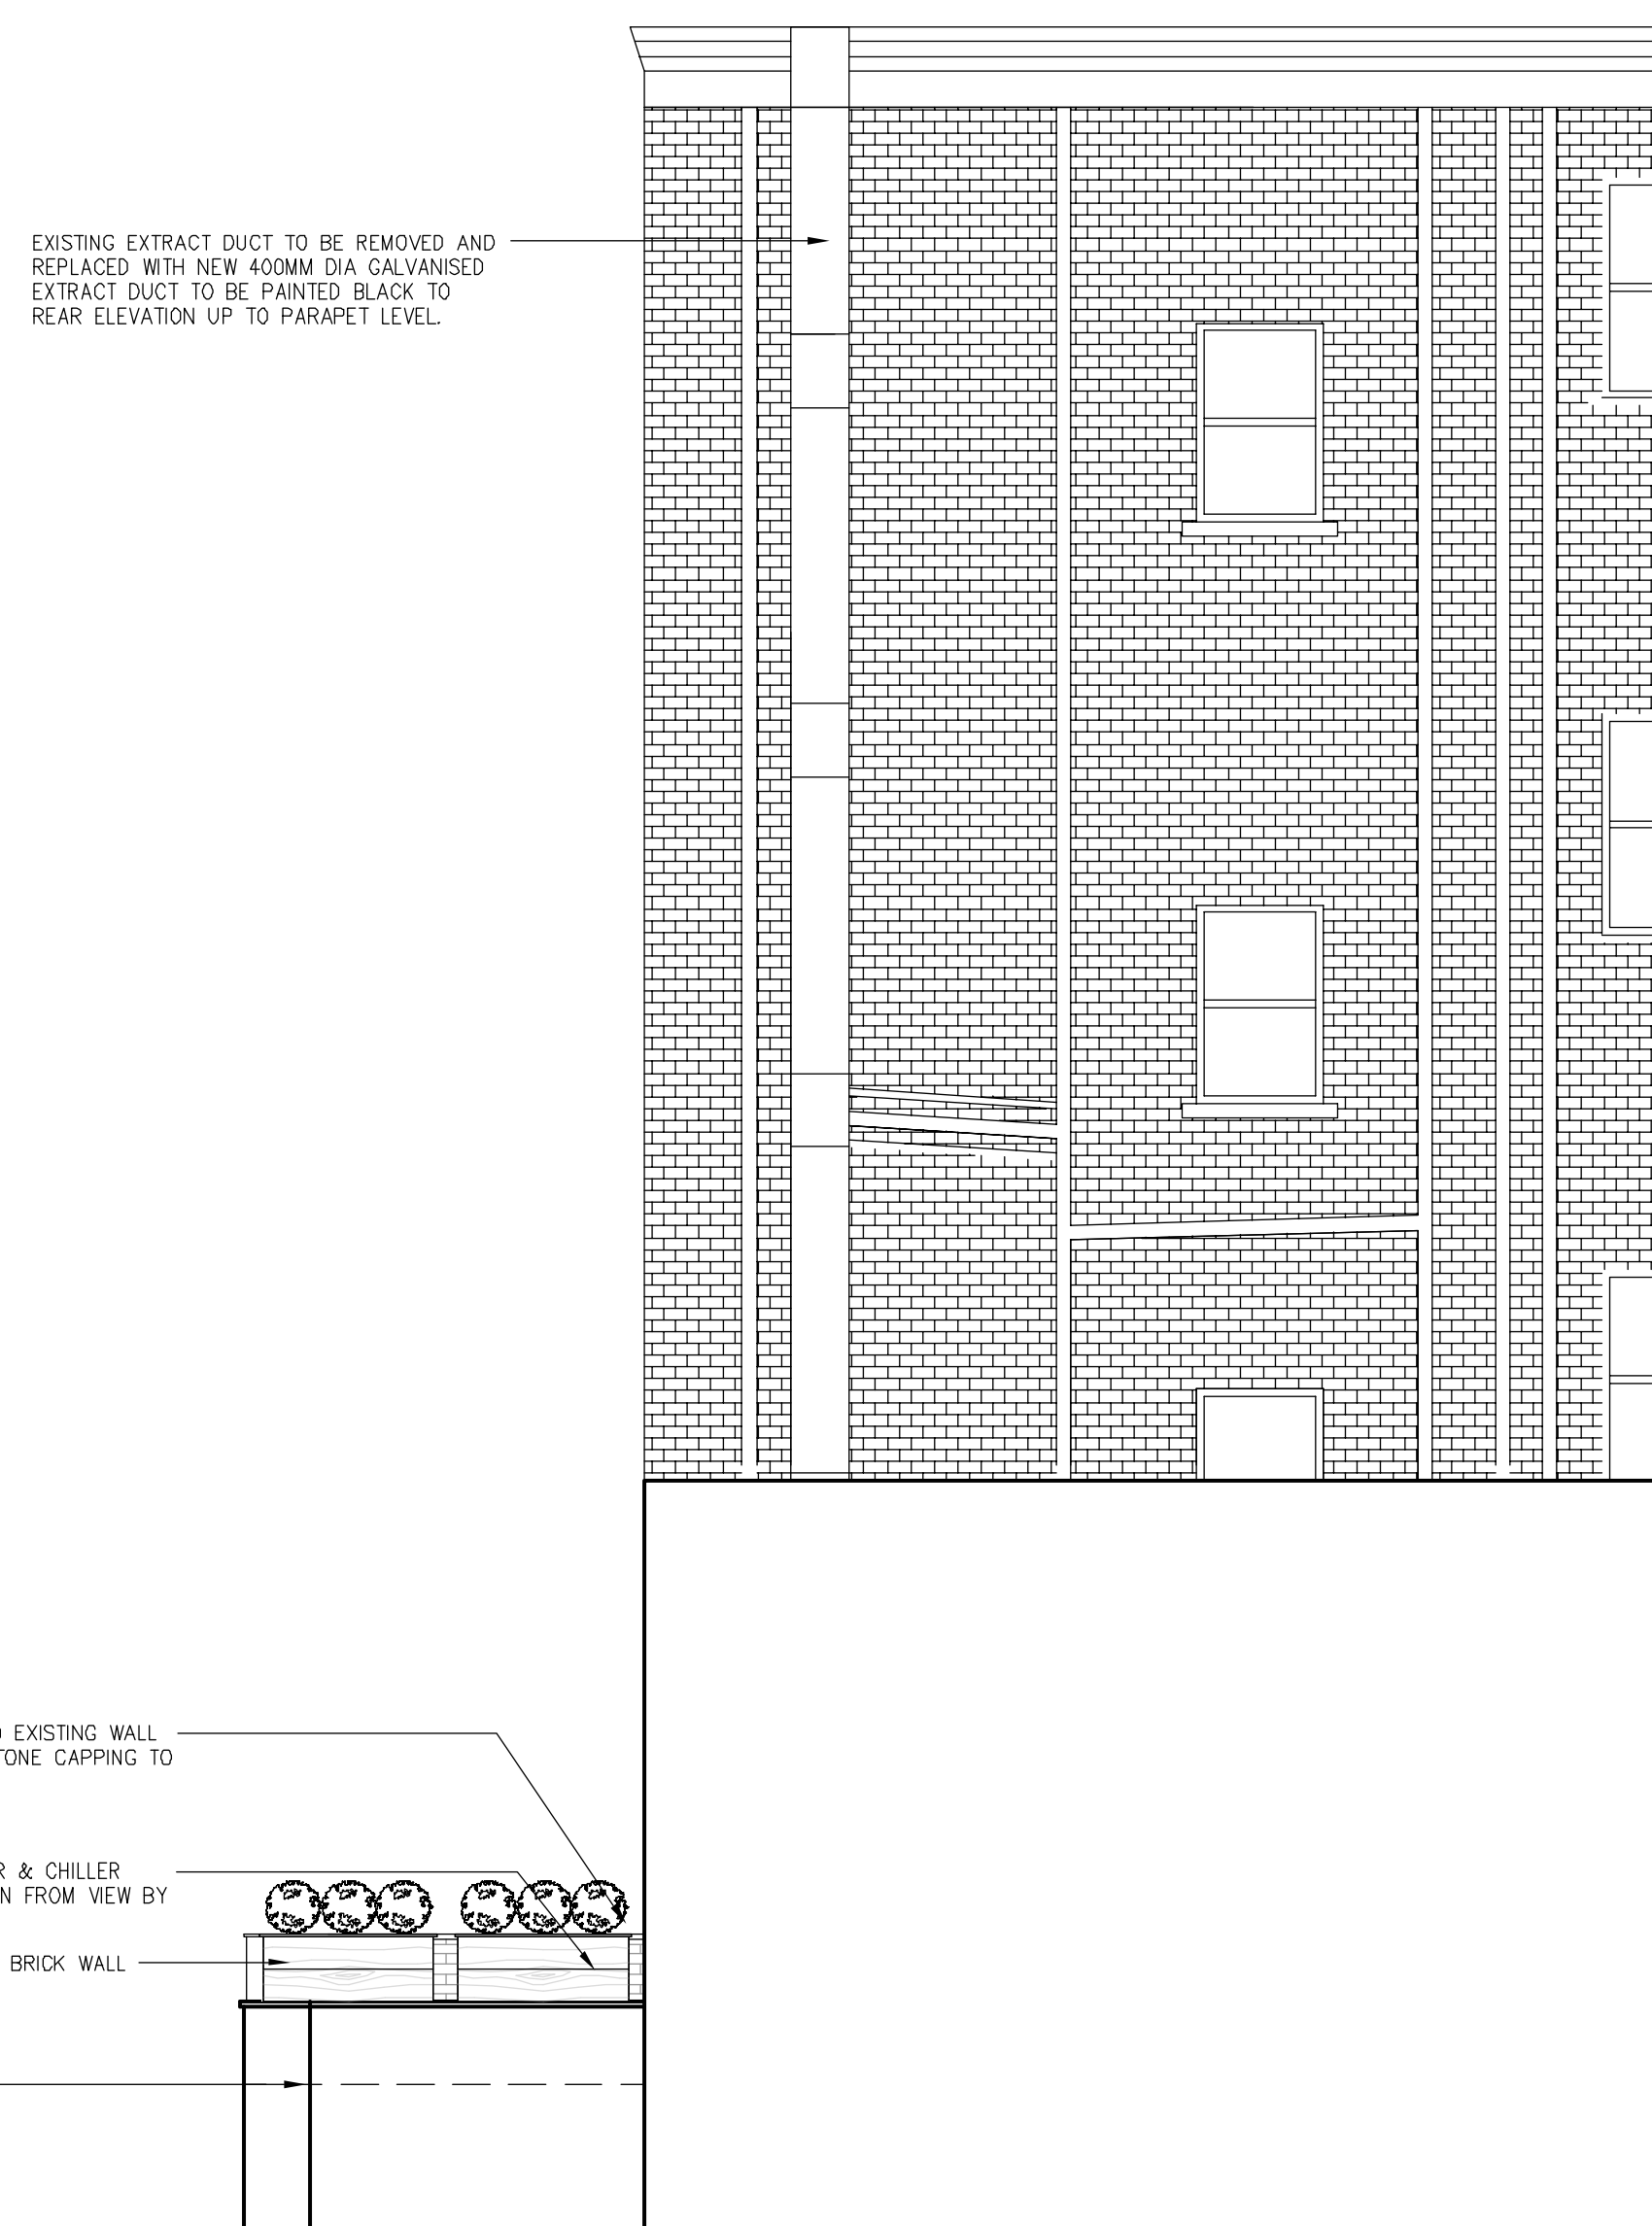 EXISTING EXTRACT DUCT TO BE REMOVED AND
REPLACED WITH NEW 400MM DIA GALVANISED
EXTRACT DUCT TO BE PAINTED BLACK TO
REAR ELEVATION UP TO PARAPET LEVEL.
EXISTING WALL
CAPPING TO
& CHILLER
FROM VIEW BY
BRICK WALL